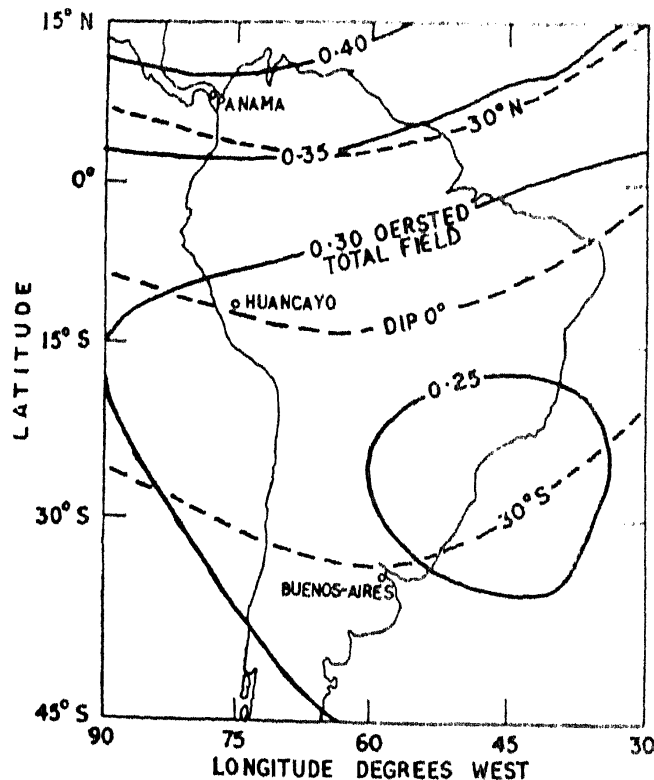 15° N
0·40
PANAMA
30° N
0·35
0°
0·30 OERSTED
TOTAL FIELD
HUANCAYO
DIP 0°
15° S
LATITUDE
0·25
30° S
30° S
BUENOS-AIRES
45° S
90 75 60 45 30
LONGITUDE DEGREES WEST